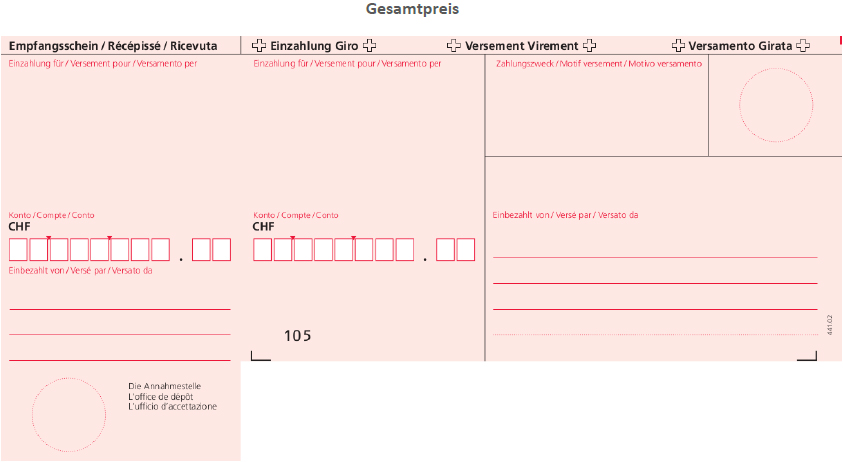 Gesamtpreis
Empfangsschein / Récépissé / Ricevuta
Einzahlung Giro
Versement Virement
Versamento Girata
Einzahlung für / Versement pour / Versamento per
Einzahlung für / Versement pour / Versamento per
Zahlungszweck / Motif versement / Motivo versamento
Konto / Compte / Conto
CHF
.
Konto / Compte / Conto
CHF
.
Einbezahlt von / Versé par / Versato da
Einbezahlt von / Versé par / Versato da
105
441.02
Die Annahmestelle
L'office de dépôt
L'ufficio d'accettazione